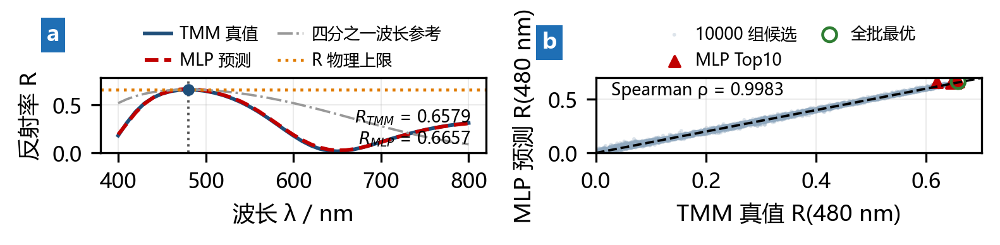 a
TMM 真值
四分之一波长参考
MLP 预测
R 物理上限
反射率 R
0.5
0.0
R_TMM = 0.6579
R_MLP = 0.6657
400 500 600 700 800
波长 λ / nm
b
10000 组候选
全批最优
MLP Top10
MLP 预测 R(480 nm)
Spearman ρ = 0.9983
0.5
0.0
0.0 0.2 0.4 0.6
TMM 真值 R(480 nm)